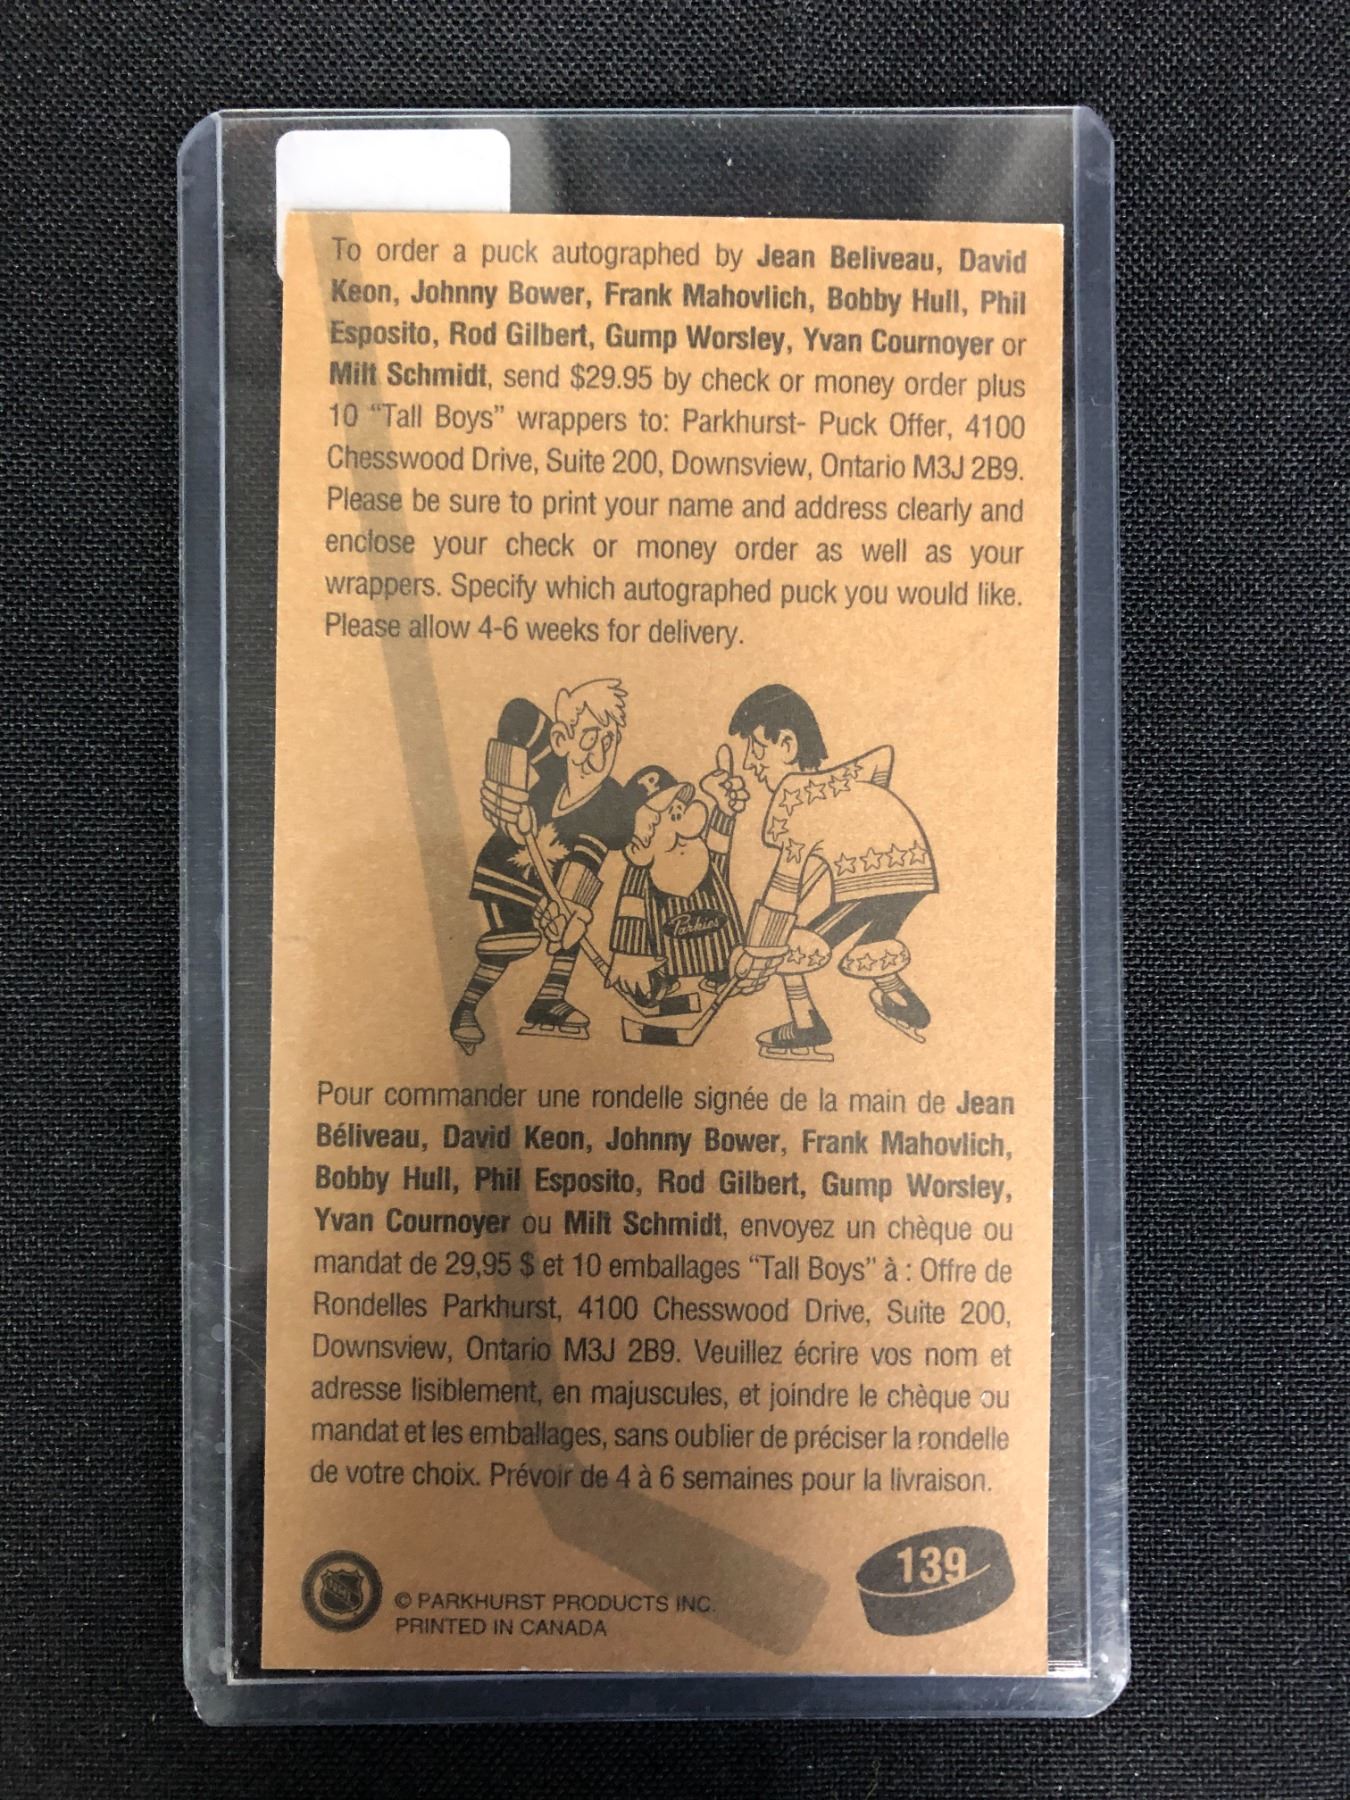 To order a puck autographed by Jean Beliveau, David
Keon, Johnny Bower, Frank Mahovlich, Bobby Hull, Phil
Esposito, Rod Gilbert, Gump Worsley, Yvan Cournoyer or
Milt Schmidt, send $29.95 by check or money order plus
10 “Tall Boys” wrappers to: Parkhurst- Puck Offer, 4100
Chesswood Drive, Suite 200, Downsview, Ontario M3J 2B9.
Please be sure to print your name and address clearly and
enclose your check or money order as well as your
wrappers. Specify which autographed puck you would like.
Please allow 4-6 weeks for delivery.
P
Parkies
Pour commander une rondelle signée de la main de Jean
Béliveau, David Keon, Johnny Bower, Frank Mahovlich,
Bobby Hull, Phil Esposito, Rod Gilbert, Gump Worsley,
Yvan Cournoyer ou Milt Schmidt, envoyez un chèque ou
mandat de 29,95 $ et 10 emballages “Tall Boys” à : Offre de
Rondelles Parkhurst, 4100 Chesswood Drive, Suite 200,
Downsview, Ontario M3J 2B9. Veuillez écrire vos nom et
adresse lisiblement, en majuscules, et joindre le chèque ou
mandat et les emballages, sans oublier de préciser la rondelle
de votre choix. Prévoir de 4 à 6 semaines pour la livraison.
NHL
© PARKHURST PRODUCTS INC.
PRINTED IN CANADA
139